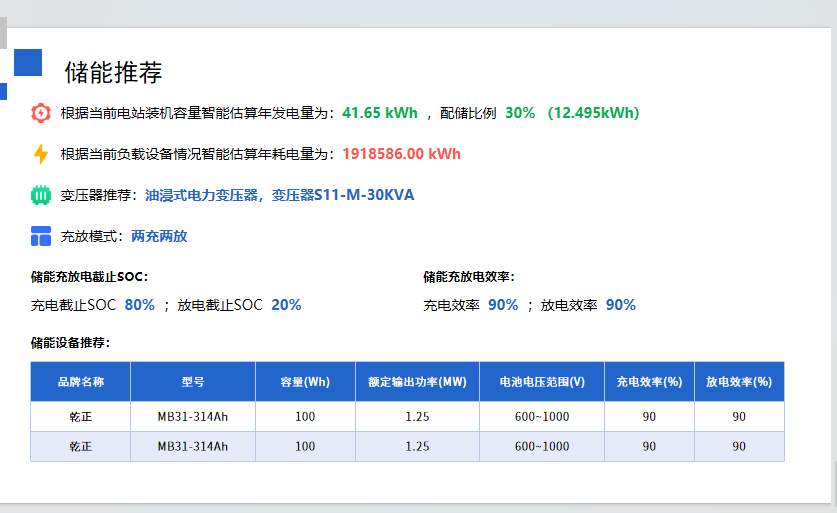 储能推荐
根据当前电站装机容量智能估算年发电量为：41.65 kWh ，配储比例 30% （12.495kWh）
根据当前负载设备情况智能估算年耗电量为：1918586.00 kWh
变压器推荐：油浸式电力变压器，变压器S11-M-30KVA
充放模式：两充两放
储能充放电截止SOC： 储能充放电效率：
充电截止SOC 80% ；放电截止SOC 20% 充电效率 90% ；放电效率 90%
储能设备推荐：
品牌名称 型号 容量(Wh) 额定输出功率(MW) 电池电压范围(V) 充电效率(%) 放电效率(%)
乾正 MB31-314Ah 100 1.25 600~1000 90 90
乾正 MB31-314Ah 100 1.25 600~1000 90 90